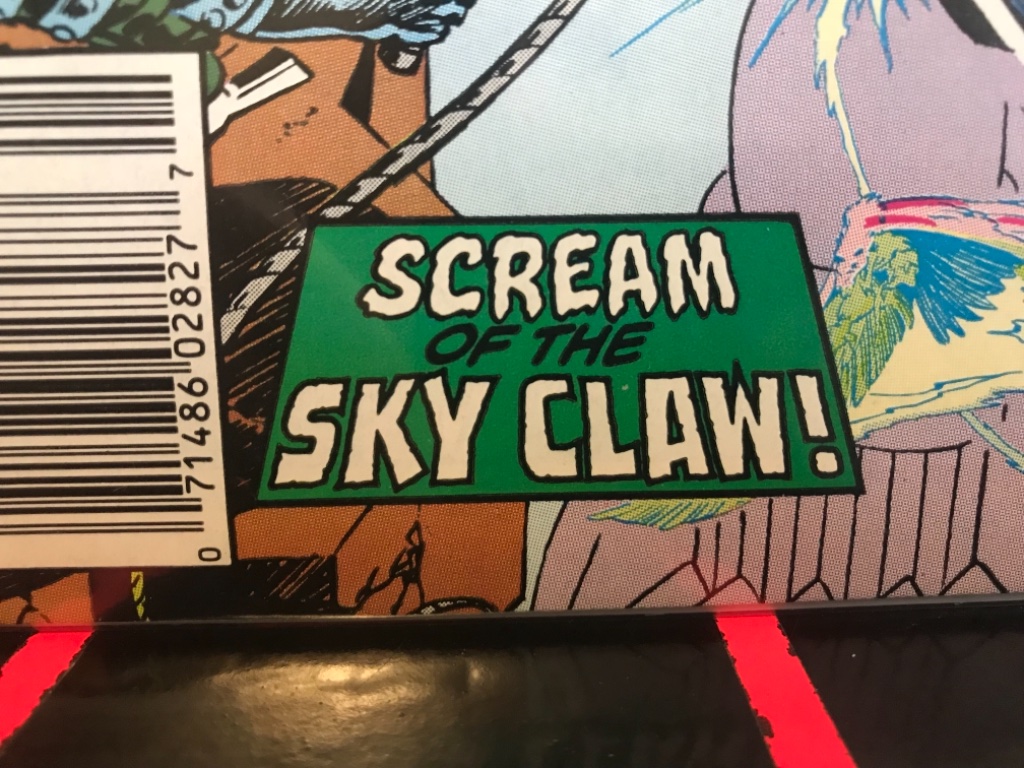 SCREAM
OF THE
SKY CLAW!
0 71486 02827 7